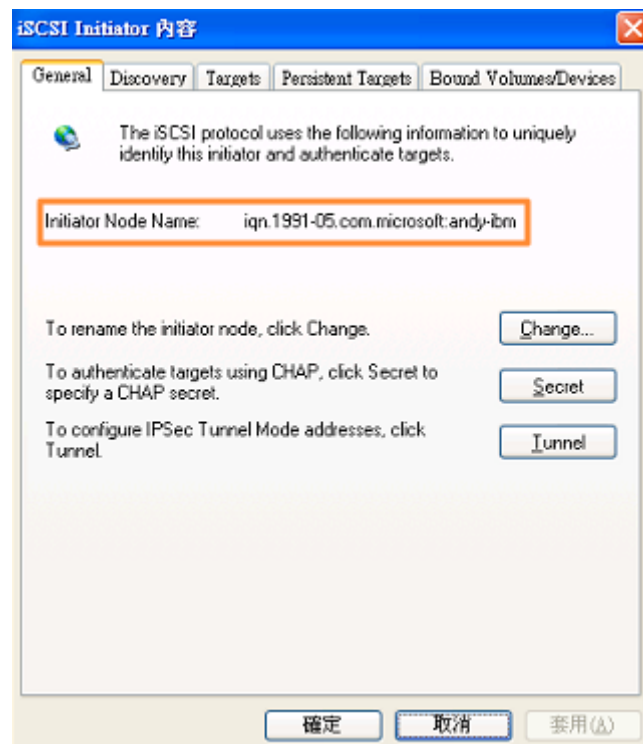 iSCSI Initiator 內容
General Discovery Targets Persistent Targets Bound Volumes/Devices
The iSCSI protocol uses the following information to uniquely
identify this initiator and authenticate targets.
Initiator Node Name: iqn.1991-05.com.microsoft:andy-ibm
To rename the initiator node, click Change.
Change...
To authenticate targets using CHAP, click Secret to
specify a CHAP secret.
Secret
To configure IPSec Tunnel Mode addresses, click
Tunnel.
Tunnel
確定 取消 套用(A)